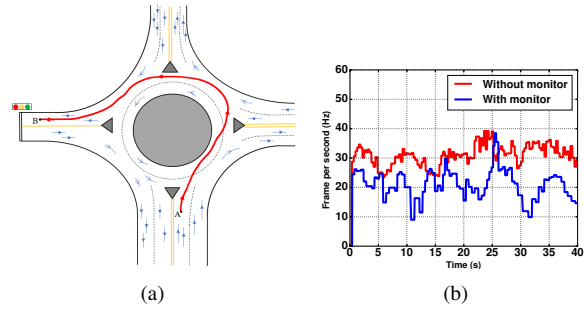 B
A
(a)
Frame per second (Hz)
60
50
40
30
20
10
0
Without monitor
With monitor
0 5 10 15 20 25 30 35 40
Time (s)
(b)